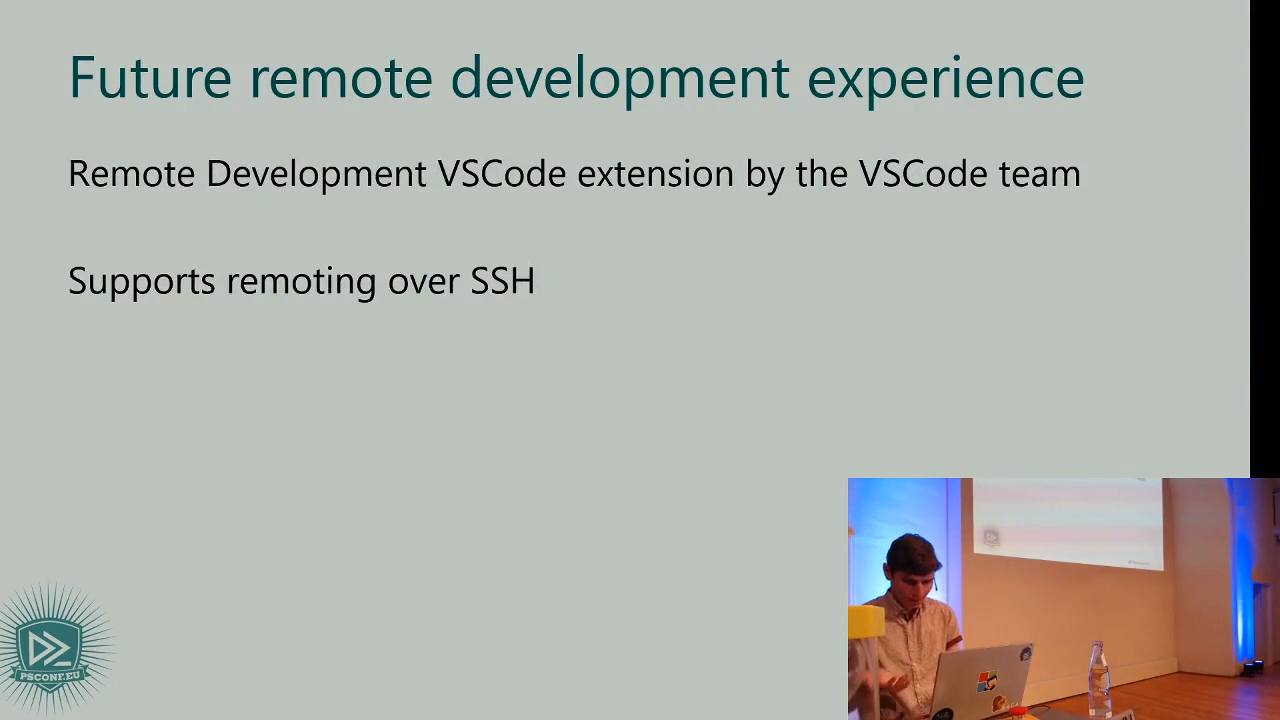 Future remote development experience
Remote Development VSCode extension by the VSCode team
Supports remoting over SSH
PSCONF.EU